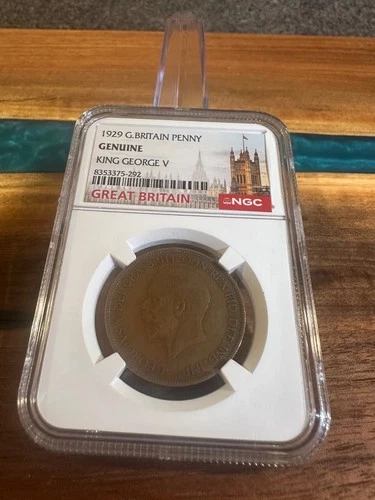 1929 G.BRITAIN PENNY
GENUINE
KING GEORGE V
8353375-292
GREAT BRITAIN
NGC